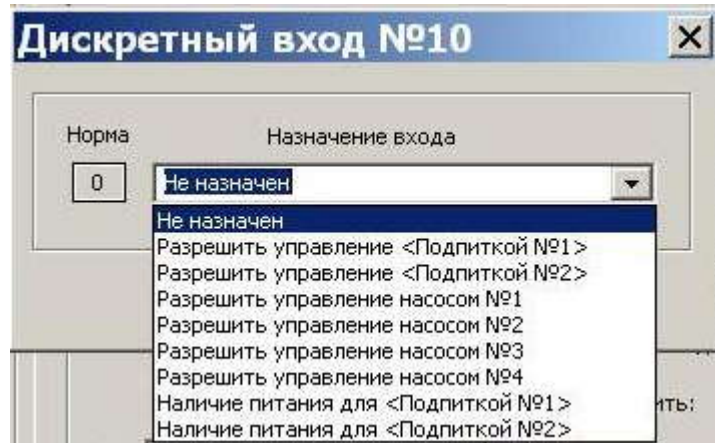 Дискретный вход №10
Норма
Назначение входа
0
Не назначен
Не назначен
Разрешить управление <Подпиткой №1>
Разрешить управление <Подпиткой №2>
Разрешить управление насосом №1
Разрешить управление насосом №2
Разрешить управление насосом №3
Разрешить управление насосом №4
Наличие питания для <Подпиткой №1>
ить:
Наличие питания для <Подпиткой №2>